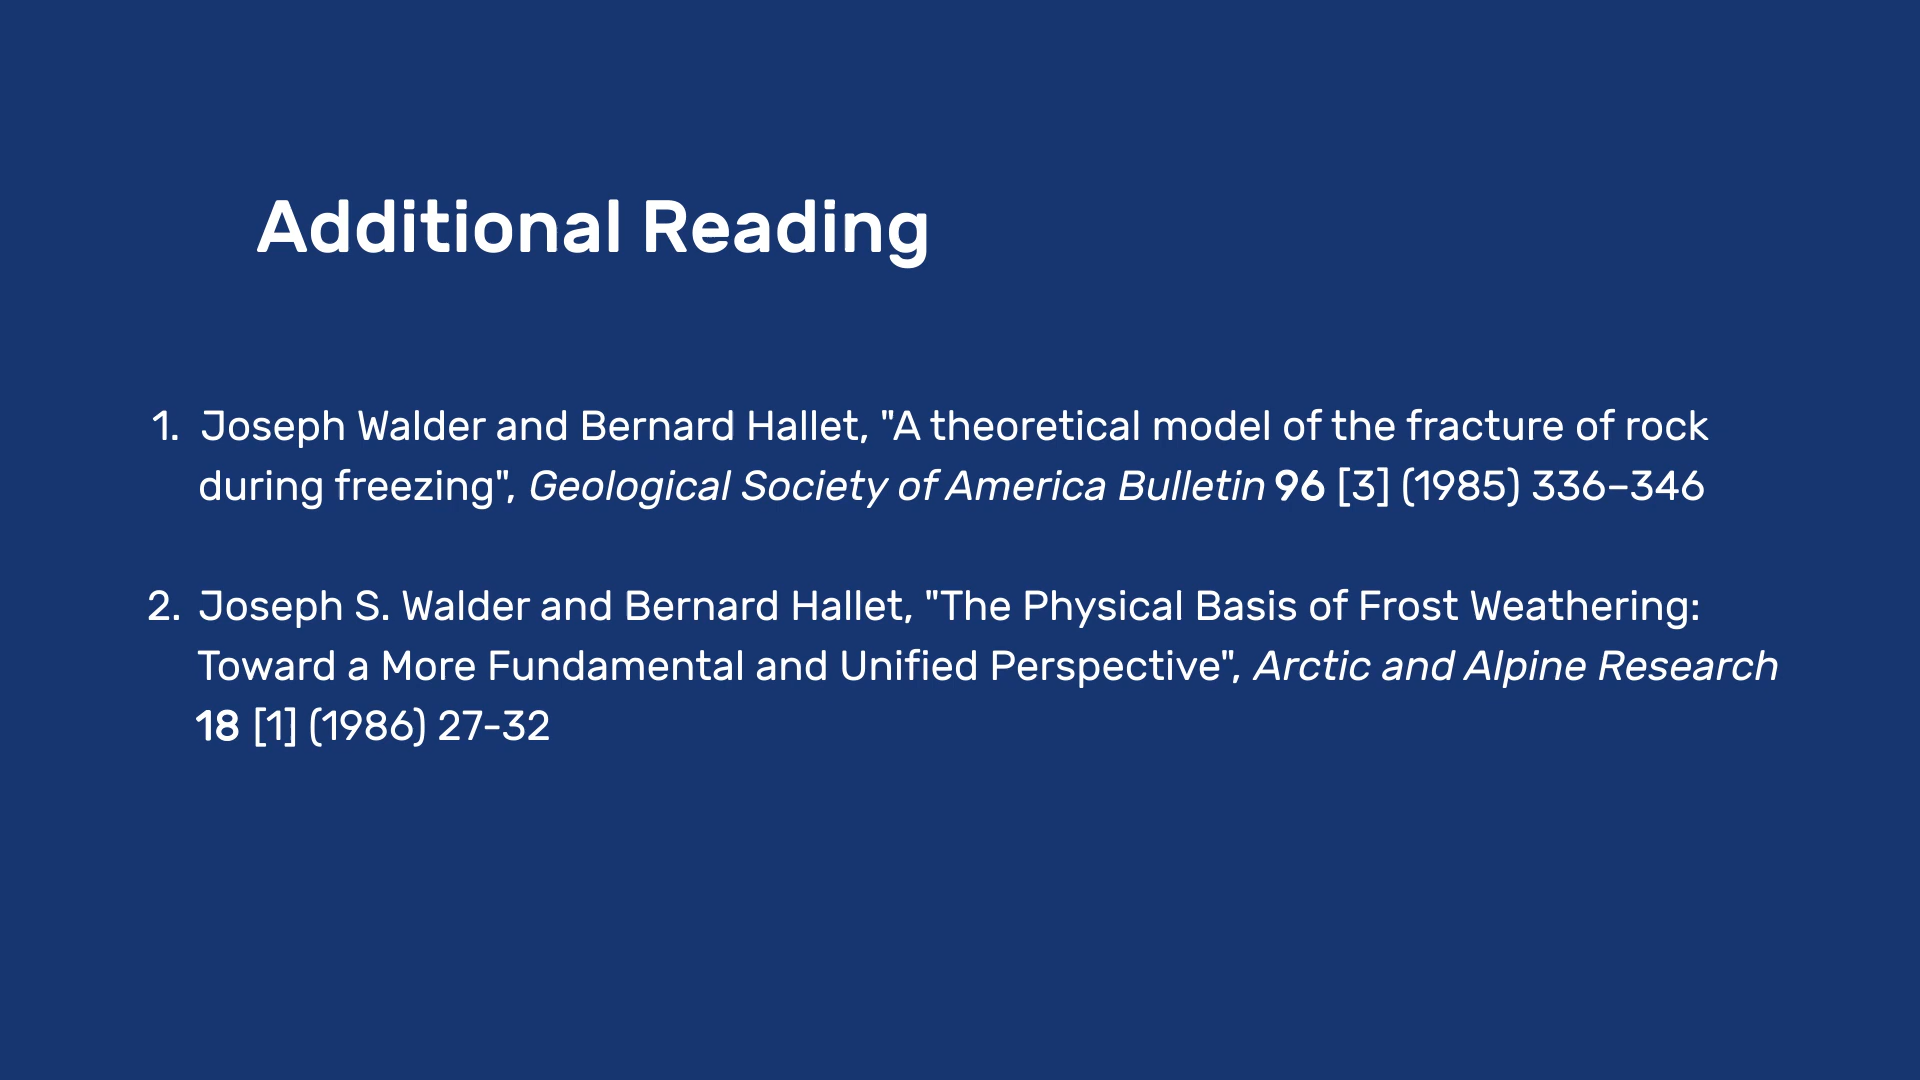 Additional Reading
1. Joseph Walder and Bernard Hallet, "A theoretical model of the fracture of rock
during freezing", Geological Society of America Bulletin 96 [3] (1985) 336–346
2. Joseph S. Walder and Bernard Hallet, "The Physical Basis of Frost Weathering:
Toward a More Fundamental and Unified Perspective", Arctic and Alpine Research
18 [1] (1986) 27-32